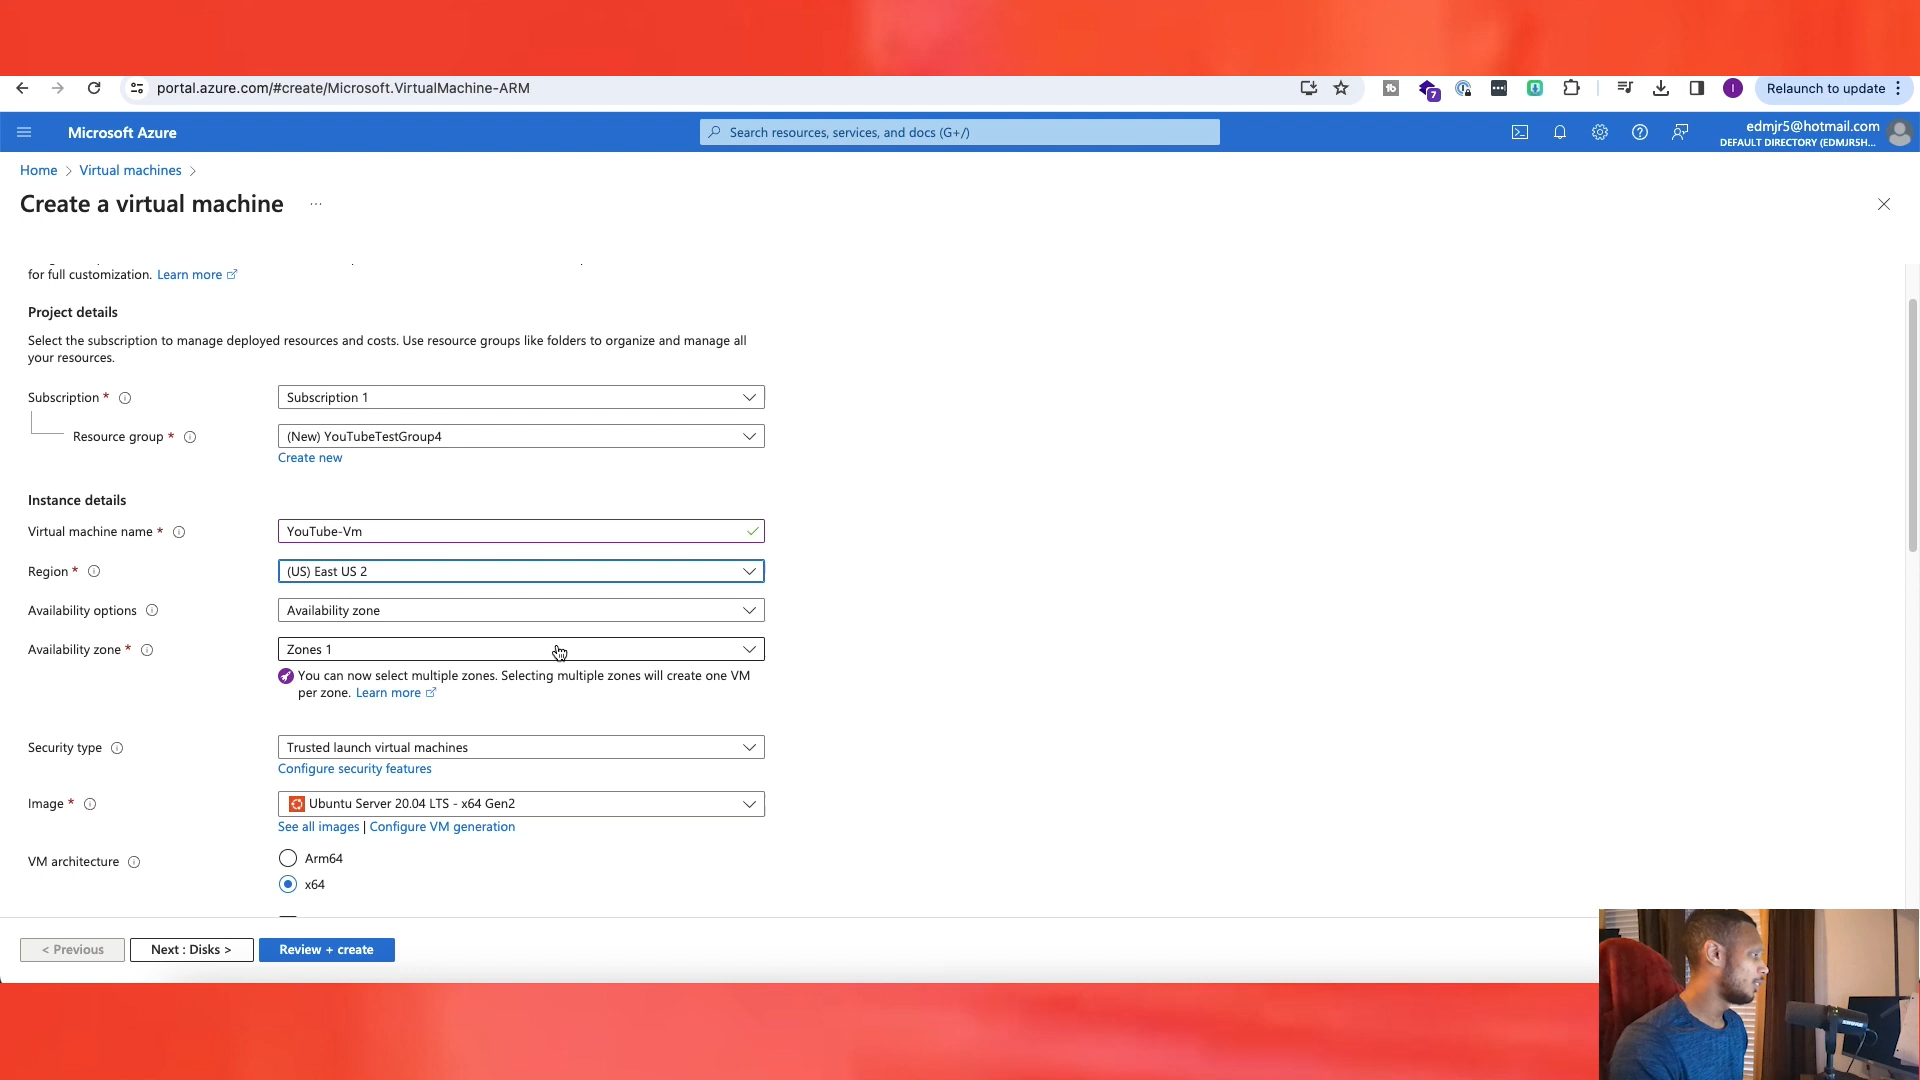 portal.azure.com/#create/Microsoft.VirtualMachine-ARM
7
I
Relaunch to update
Microsoft Azure
Search resources, services, and docs (G+/)
edmjr5@hotmail.com
DEFAULT DIRECTORY (EDMJR5H...
Home > Virtual machines >
Create a virtual machine ...
for full customization. Learn more
Project details
Select the subscription to manage deployed resources and costs. Use resource groups like folders to organize and manage all
your resources.
Subscription * Subscription 1
Resource group * (New) YouTubeTestGroup4
Create new
Instance details
Virtual machine name * YouTube-Vm
Region * (US) East US 2
Availability options Availability zone
Availability zone * Zones 1
You can now select multiple zones. Selecting multiple zones will create one VM
per zone. Learn more
Security type Trusted launch virtual machines
Configure security features
Image * Ubuntu Server 20.04 LTS - x64 Gen2
See all images | Configure VM generation
VM architecture Arm64
x64
< Previous Next : Disks > Review + create